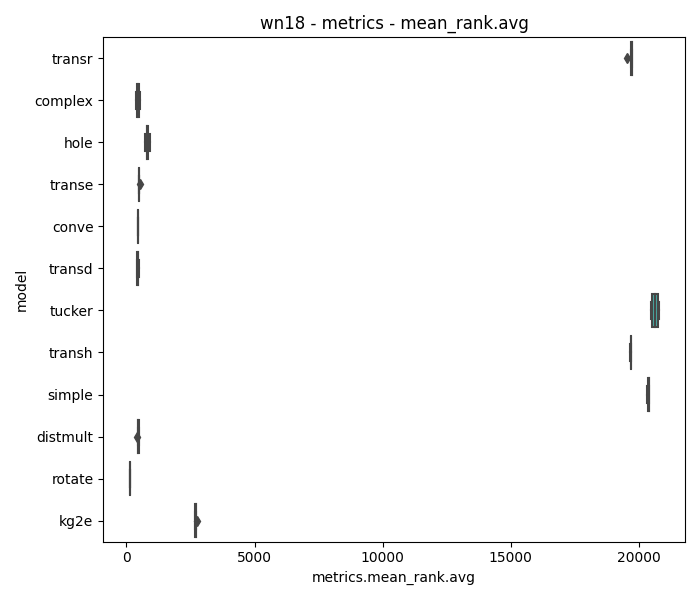 wn18 - metrics - mean_rank.avg
transr
complex
hole
transe
conve
transd
tucker
transh
simple
distmult
rotate
kg2e
model
0 5000 10000 15000 20000
metrics.mean_rank.avg